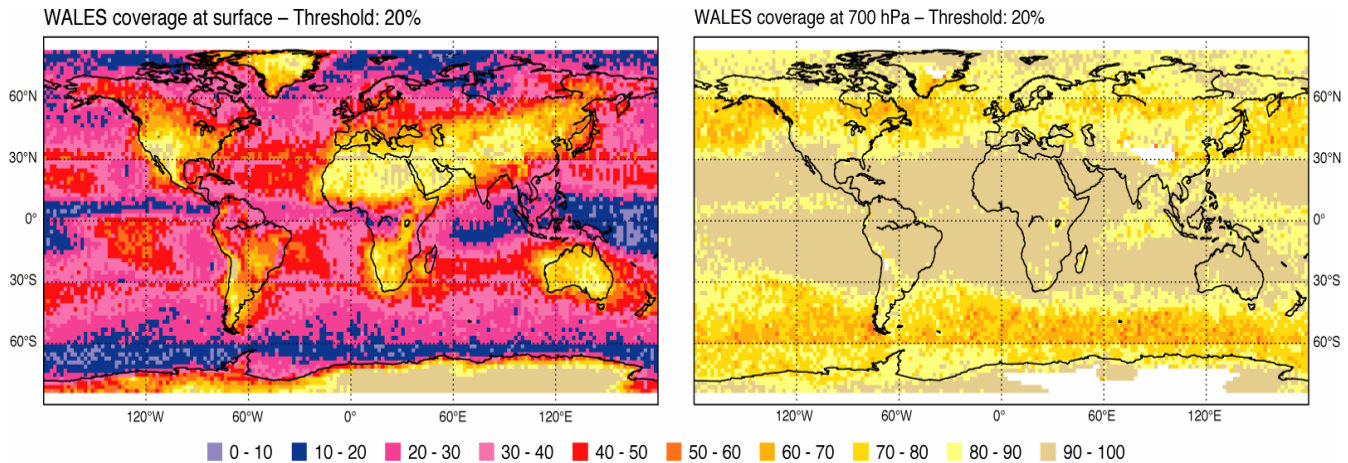 WALES coverage at surface – Threshold: 20%
WALES coverage at 700 hPa – Threshold: 20%
60°N
30°N
0°
30°S
60°S
60°N
30°N
0°
30°S
60°S
120°W 60°W 0° 60°E 120°E
120°W 60°W 0° 60°E 120°E
0 - 10 10 - 20 20 - 30 30 - 40 40 - 50 50 - 60 60 - 70 70 - 80 80 - 90 90 - 100